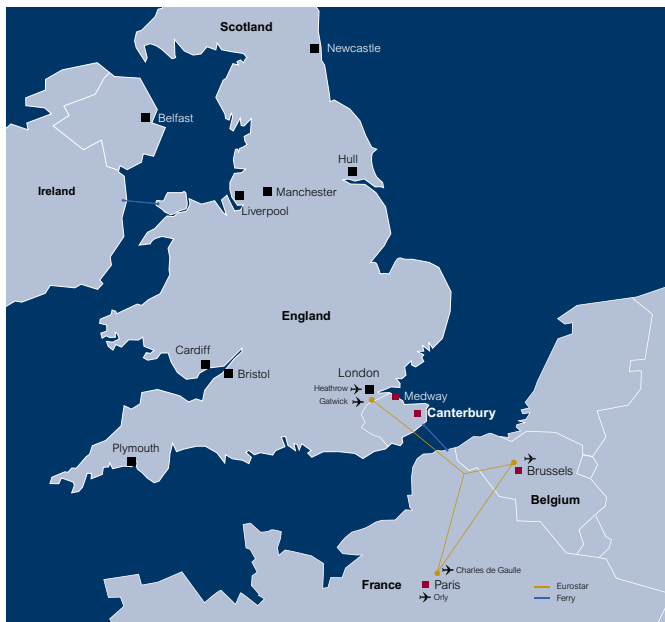 Scotland
Newcastle
Belfast
Hull
Ireland
Manchester
Liverpool
England
Cardiff
Bristol
London
Heathrow
Gatwick
Medway
Canterbury
Plymouth
Brussels
Belgium
Charles de Gaulle
France
Paris
Orly
Eurostar
Ferry